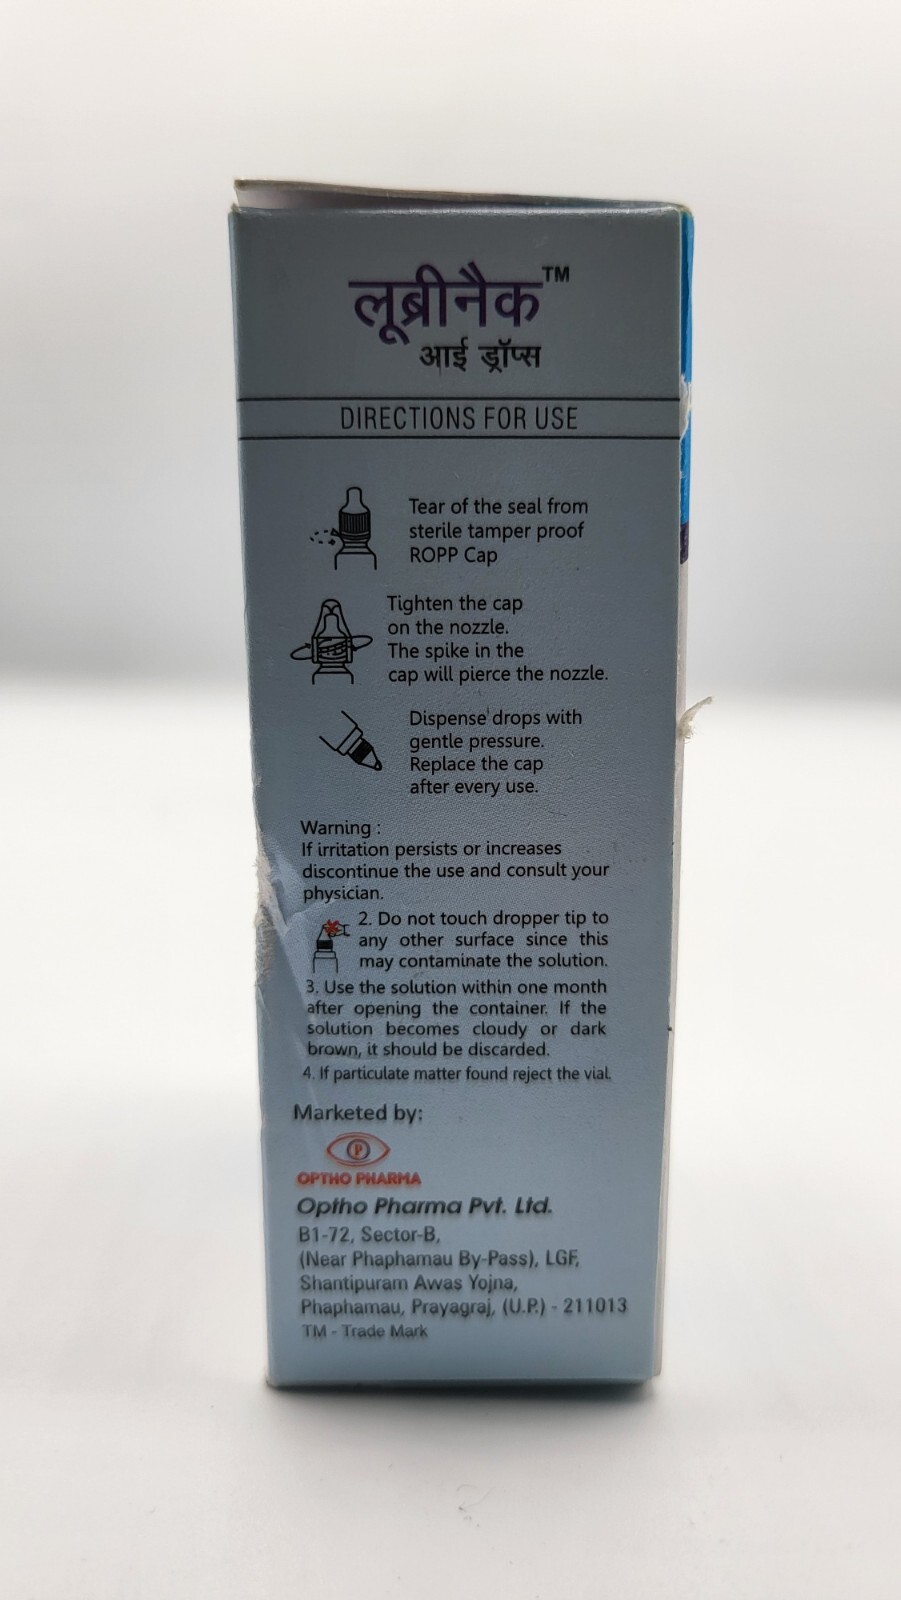 लूब्रीनैक™
आई ड्रॉप्स
DIRECTIONS FOR USE
Tear of the seal from
sterile tamper proof
ROPP Cap
Tighten the cap
on the nozzle.
The spike in the
cap will pierce the nozzle.
Dispense drops with
gentle pressure.
Replace the cap
after every use.
Warning :
If irritation persists or increases
discontinue the use and consult your
physician.
2. Do not touch dropper tip to
any other surface since this
may contaminate the solution.
3. Use the solution within one month
after opening the container. If the
solution becomes cloudy or dark
brown, it should be discarded.
4. If particulate matter found reject the vial.
Marketed by:
P
OPTHO PHARMA
Optho Pharma Pvt. Ltd.
B1-72, Sector-B,
(Near Phaphamau By-Pass), LGF,
Shantipuram Awas Yojna,
Phaphamau, Prayagraj, (U.P.) - 211013
TM - Trade Mark